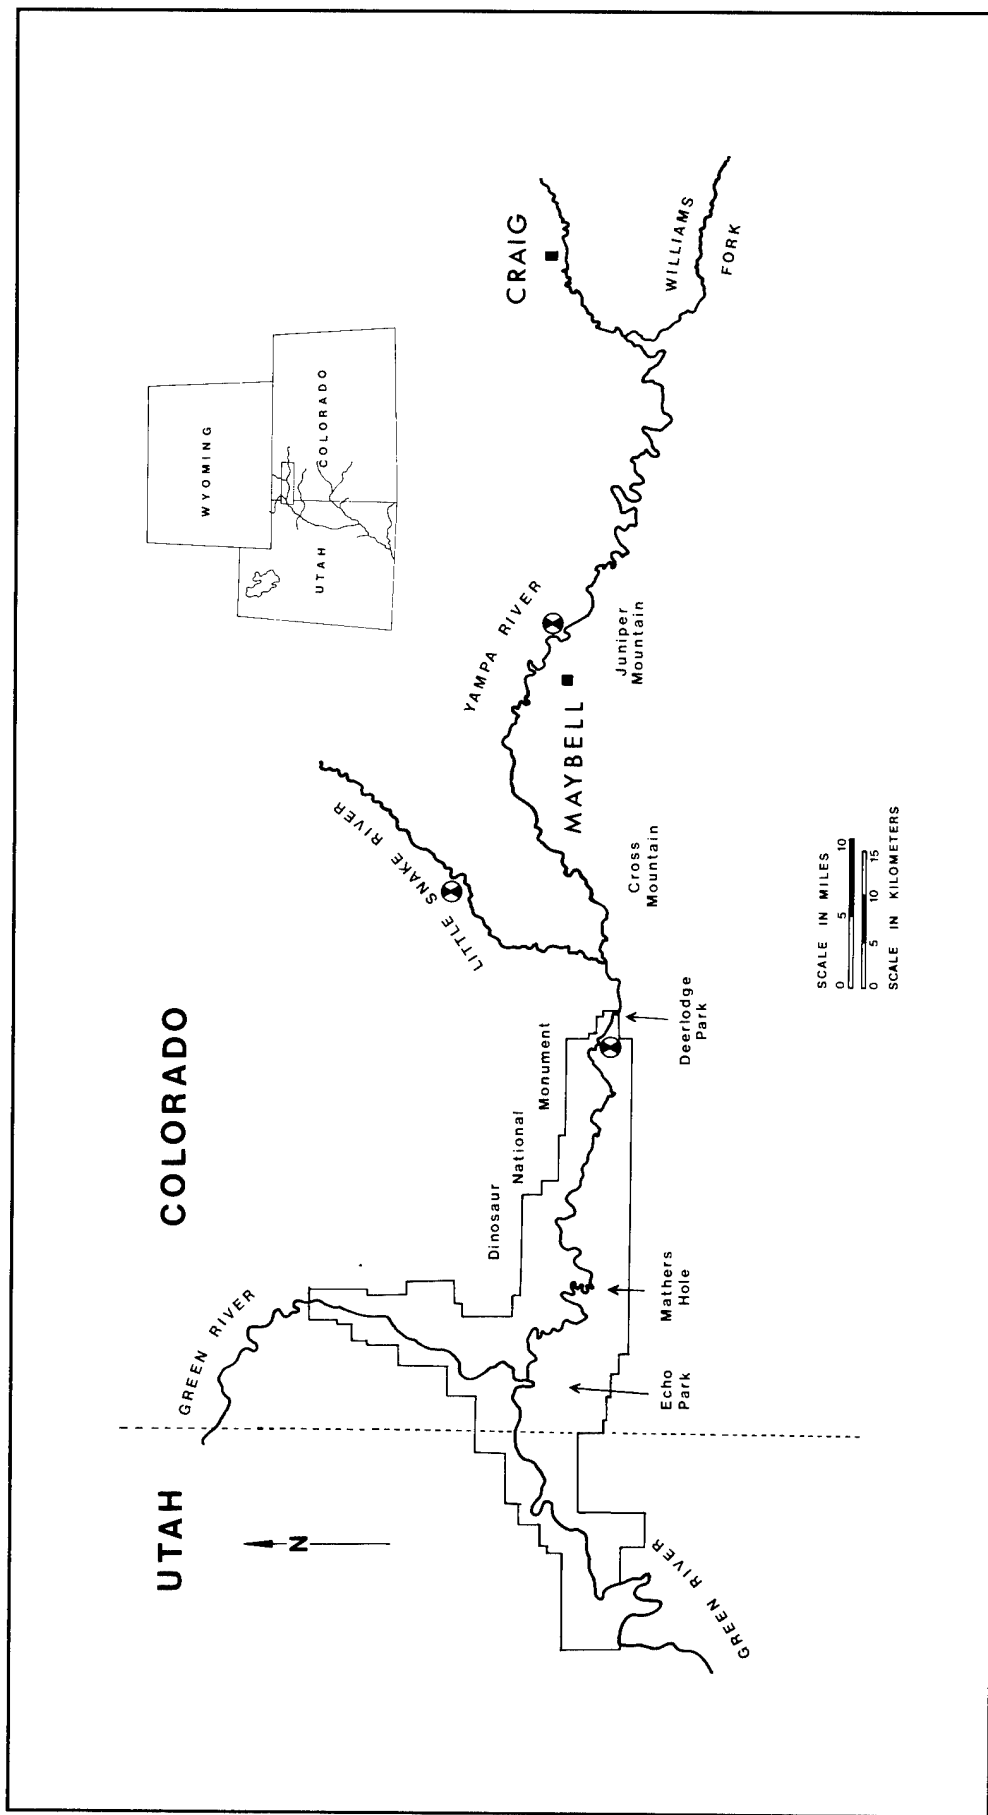 UTAH
COLORADO
WYOMING
UTAH
COLORADO
N
GREEN RIVER
Dinosaur
National
Monument
LITTLE SNAKE RIVER
YAMPA RIVER
CRAIG
WILLIAMS
FORK
MAYBELL
Juniper
Mountain
Cross
Mountain
Deerlodge
Park
Mathers
Hole
Echo
Park
GREEN RIVER
SCALE IN MILES
0 5 10
0 5 10 15
SCALE IN KILOMETERS